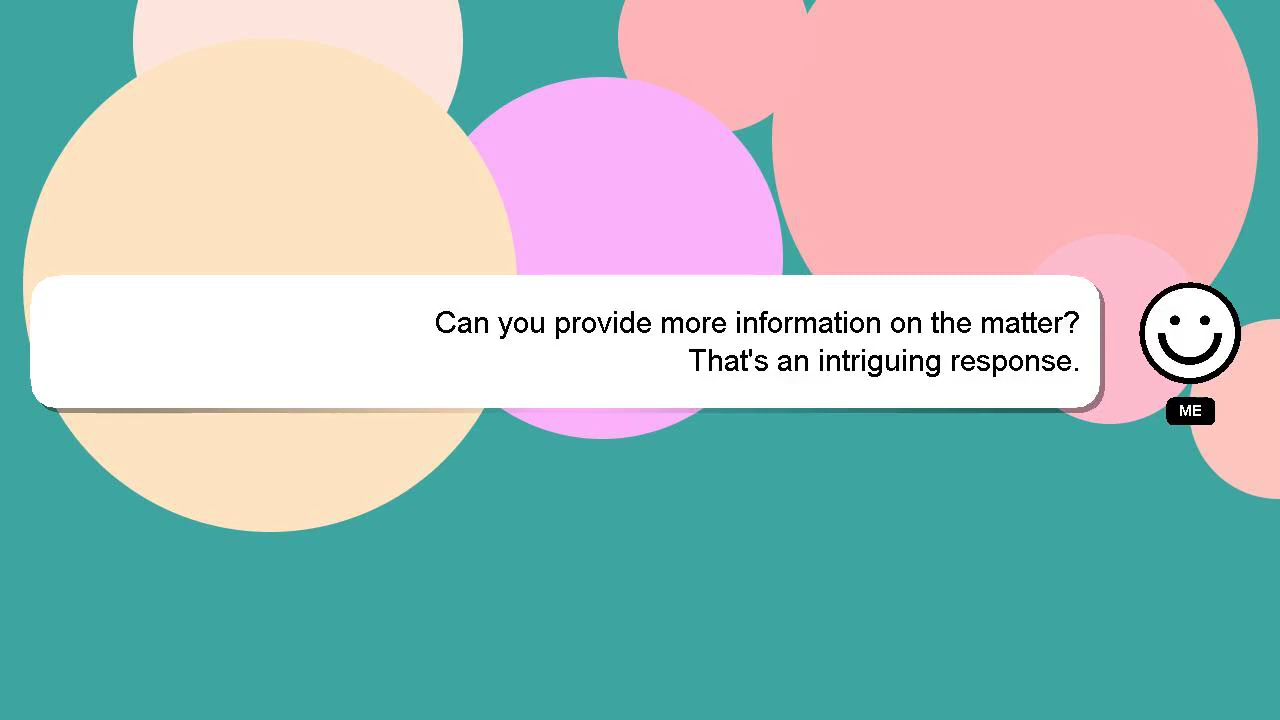 Can you provide more information on the matter?
That's an intriguing response.
ME